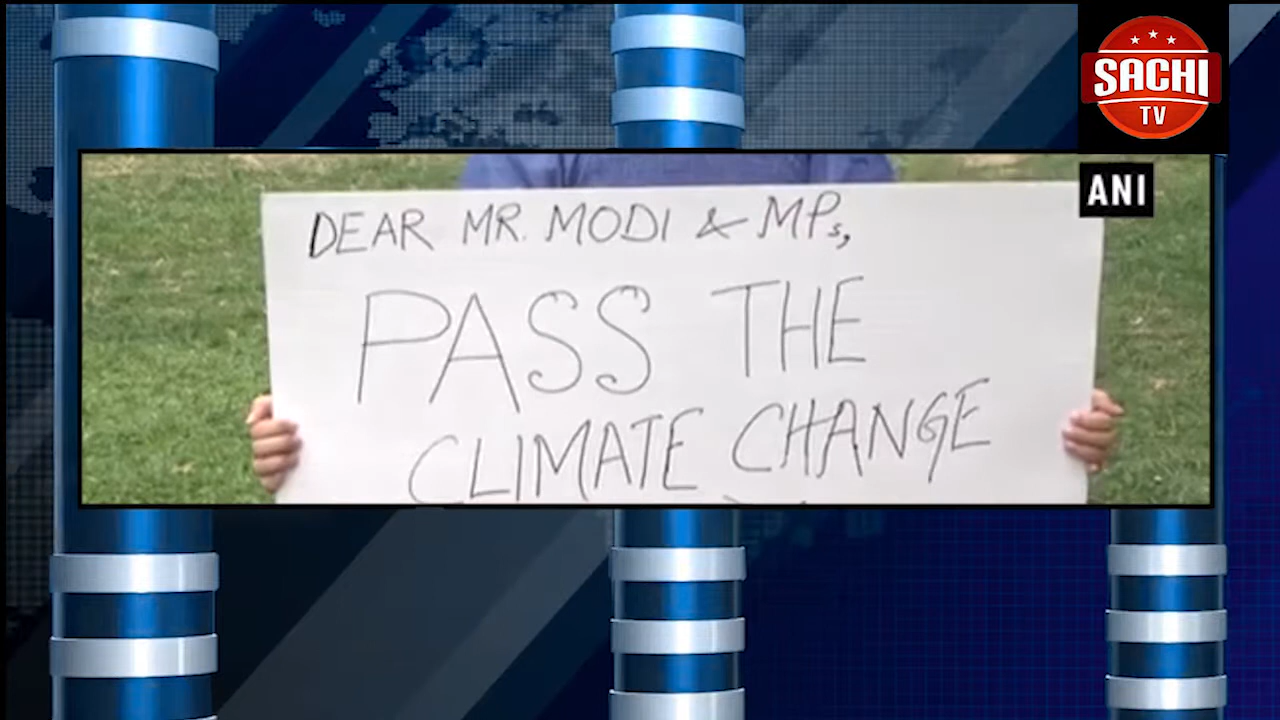 SACHI
TV
ANI
DEAR MR. MODI & MPs,
PASS THE
CLIMATE CHANGE